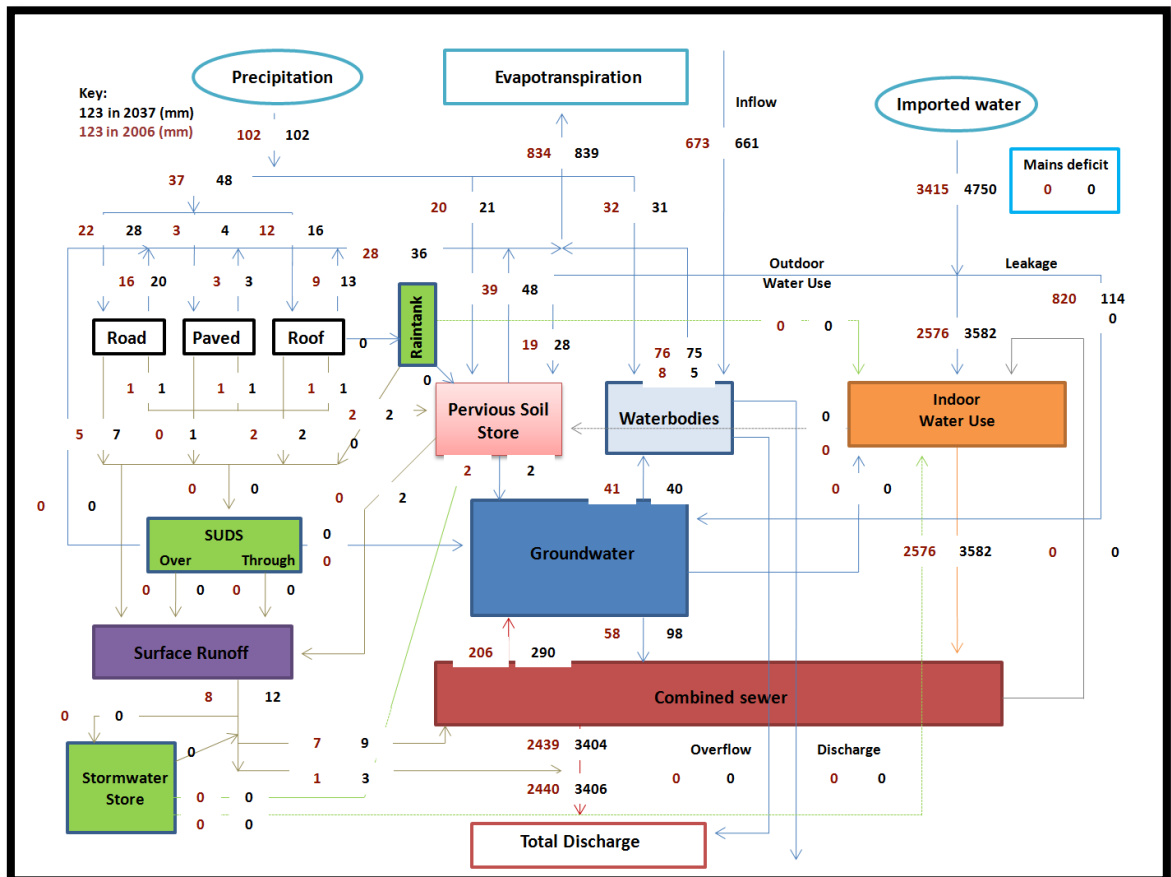 Precipitation
Evapotranspiration
Key:
123 in 2037 (mm)
123 in 2006 (mm)
Inflow
Imported water
102 102
834 839
673 661
Mains deficit
0 0
3415 4750
37 48
20 21
32 31
22 28 3 4 12 16
28 36
Outdoor
Water Use
Leakage
16 20 3 3 9 13
39 48
820 114
0
Raintank
0 0
2576 3582
Road
Paved
Roof
0
19 28
76 75
8 5
0
1 1 1 1 1 1
Pervious Soil
Store
Waterbodies
Indoor
Water Use
2 2
0
0
5 7 0 1 2 2
0
2 2
41 40
0 0
0 0
0 2
0 0
SUDS
Over Through
0
0
Groundwater
2576 3582
0 0
0 0 0 0
Surface Runoff
58 98
206 290
8 12
Combined sewer
0 0
0
7 9
2439 3404
Overflow
Discharge
Stormwater
Store
1 3
0 0
0 0
2440 3406
0 0
0 0
Total Discharge